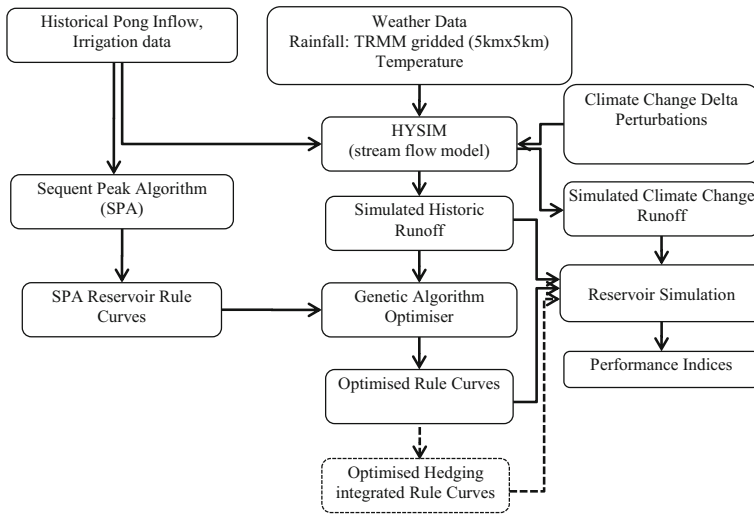 Historical Pong Inflow,
Irrigation data
Weather Data
Rainfall: TRMM gridded (5kmx5km)
Temperature
Climate Change Delta
Perturbations
HYSIM
(stream flow model)
Sequent Peak Algorithm
(SPA)
Simulated Historic
Runoff
Simulated Climate Change
Runoff
SPA Reservoir Rule
Curves
Genetic Algorithm
Optimiser
Reservoir Simulation
Optimised Rule Curves
Performance Indices
Optimised Hedging
integrated Rule Curves